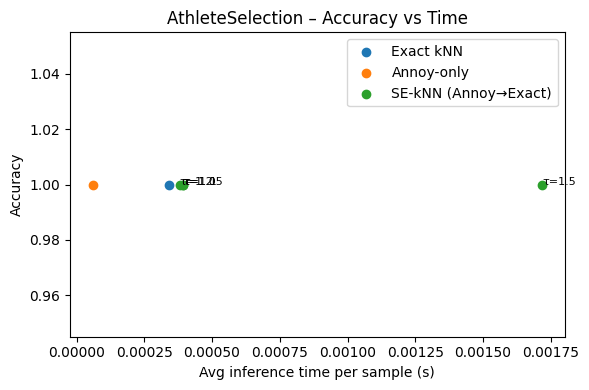 AthleteSelection – Accuracy vs Time
Exact kNN
Annoy-only
SE-kNN (Annoy→Exact)
Accuracy
1.04
1.02
1.00
0.98
0.96
τ=1.5
0.00000
0.00025
0.00050
0.00075
0.00100
0.00125
0.00150
0.00175
Avg inference time per sample (s)